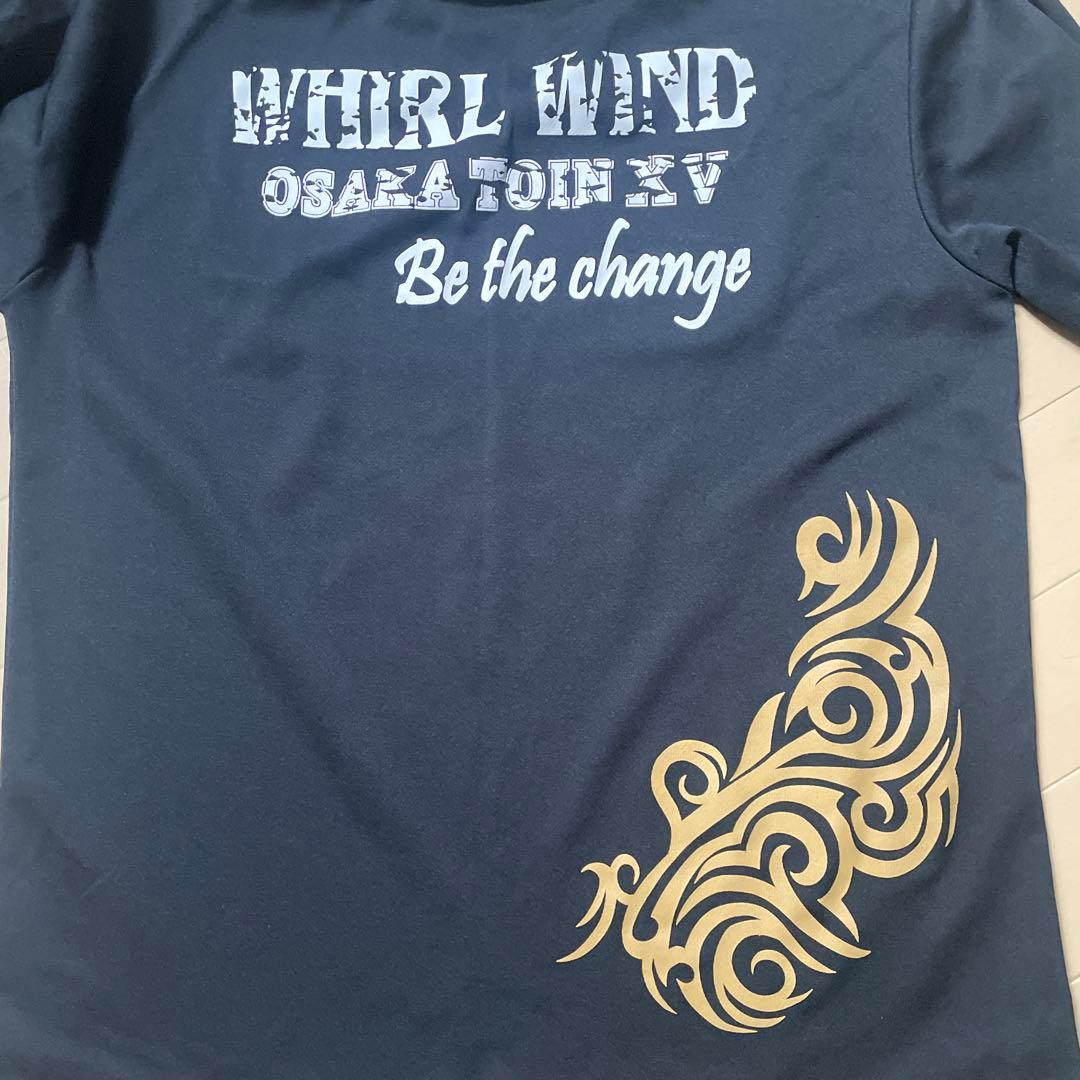 WHIRL WIND
OSAKA TOIN XV
Be the change